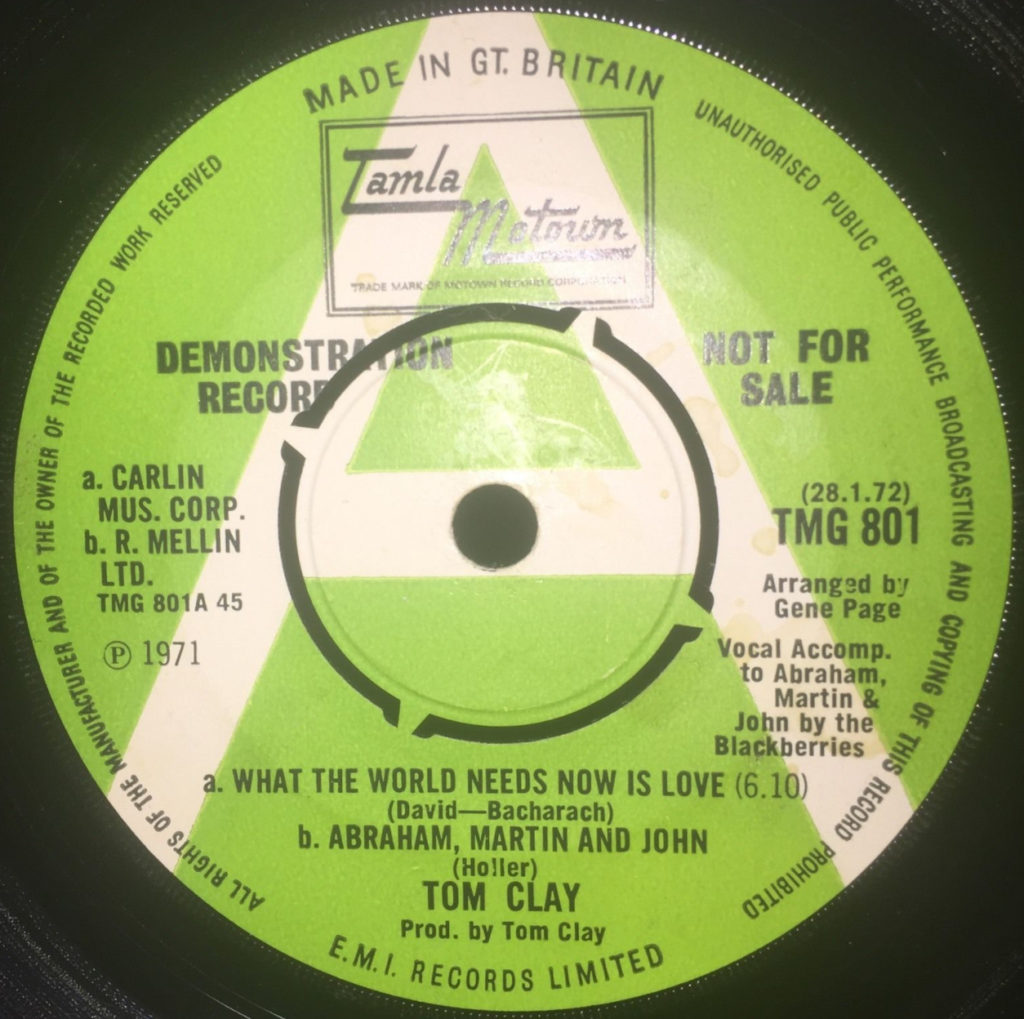 MADE IN GT. BRITAIN
UNAUTHORISED PUBLIC PERFORMANCE BROADCASTING AND COPYING OF THIS RECORD PROHIBITED
ALL RIGHTS OF THE MANUFACTURER AND OF THE OWNER OF THE RECORDED WORK RESERVED
Tamla
Motown
TRADE MARK OF MOTOWN RECORD CORPORATION
DEMONSTRATION
RECORD
NOT FOR
SALE
a. CARLIN
MUS. CORP.
b. R. MELLIN
LTD.
TMG 801A 45
℗ 1971
(28.1.72)
TMG 801
Arranged by
Gene Page
Vocal Accomp.
to Abraham,
Martin &
John by the
Blackberries
a. WHAT THE WORLD NEEDS NOW IS LOVE (6.10)
(David—Bacharach)
b. ABRAHAM, MARTIN AND JOHN
(Holler)
TOM CLAY
Prod. by Tom Clay
E.M.I. RECORDS LIMITED